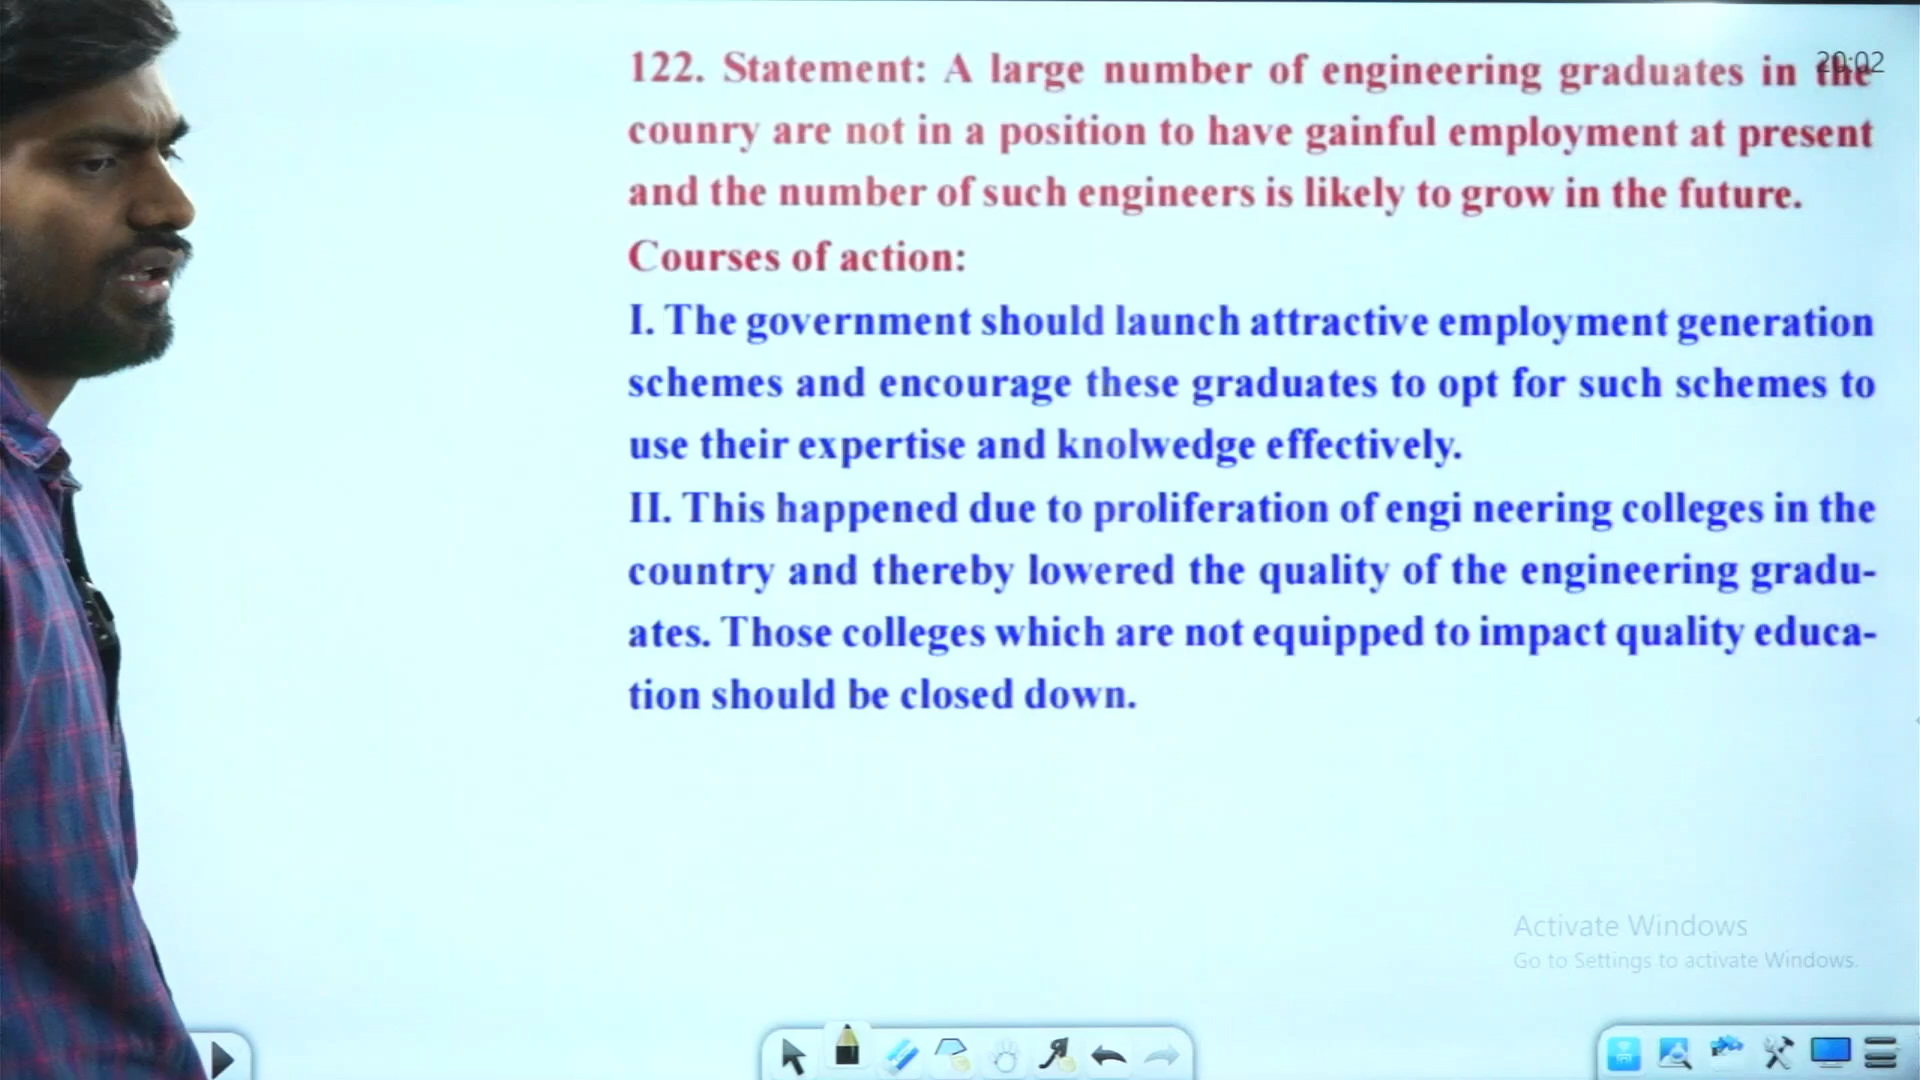 122. Statement: A large number of engineering graduates in the
20:02
counry are not in a position to have gainful employment at present
and the number of such engineers is likely to grow in the future.
Courses of action:
I. The government should launch attractive employment generation
schemes and encourage these graduates to opt for such schemes to
use their expertise and knolwedge effectively.
II. This happened due to proliferation of engi neering colleges in the
country and thereby lowered the quality of the engineering gradu-
ates. Those colleges which are not equipped to impact quality educa-
tion should be closed down.
Activate Windows
Go to Settings to activate Windows.